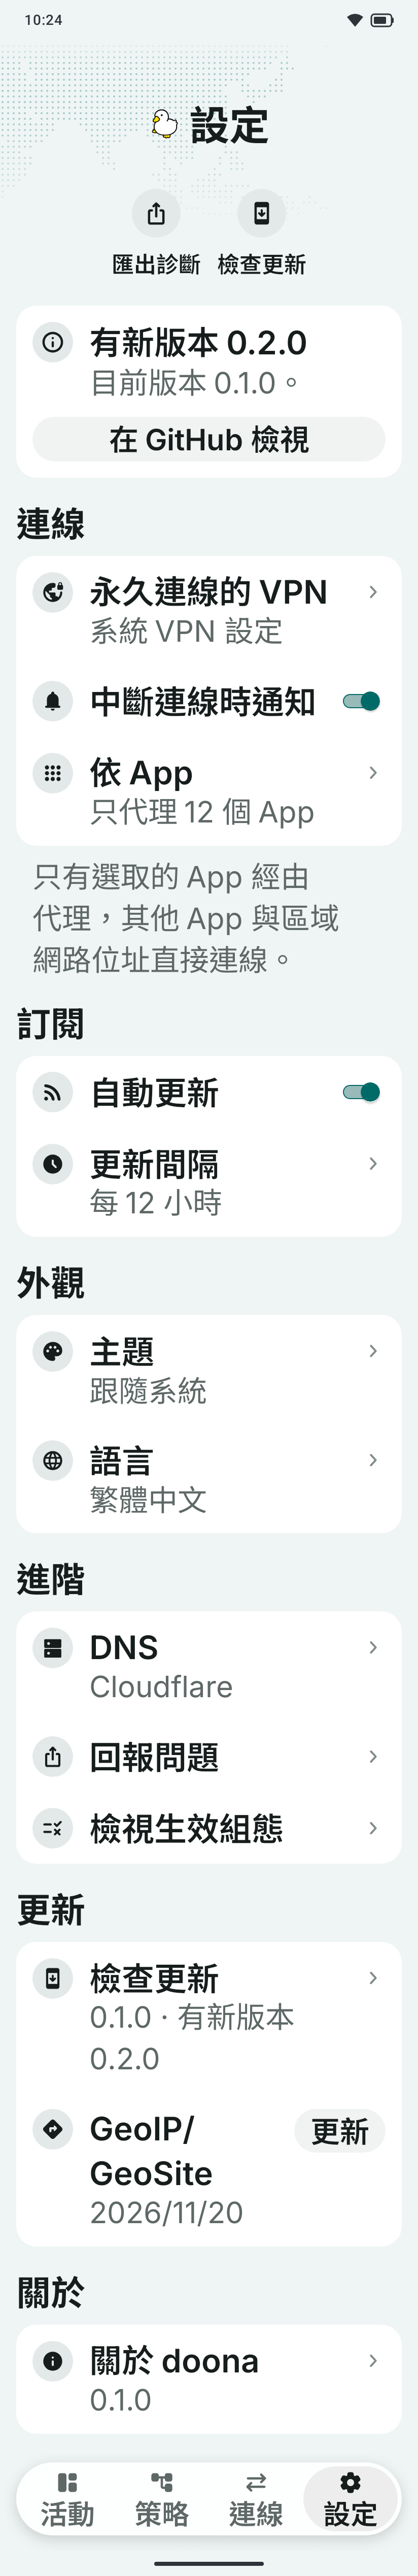 10:24
設定
匯出診斷
檢查更新
有新版本 0.2.0
目前版本 0.1.0。
在 GitHub 檢視
連線
永久連線的 VPN
系統 VPN 設定
中斷連線時通知
依 App
只代理 12 個 App
只有選取的 App 經由
代理，其他 App 與區域
網路位址直接連線。
訂閱
自動更新
更新間隔
每 12 小時
外觀
主題
跟隨系統
語言
繁體中文
進階
DNS
Cloudflare
回報問題
檢視生效組態
更新
檢查更新
0.1.0 · 有新版本
0.2.0
GeoIP/
GeoSite
更新
2026/11/20
關於
關於 doona
0.1.0
活動
策略
連線
設定